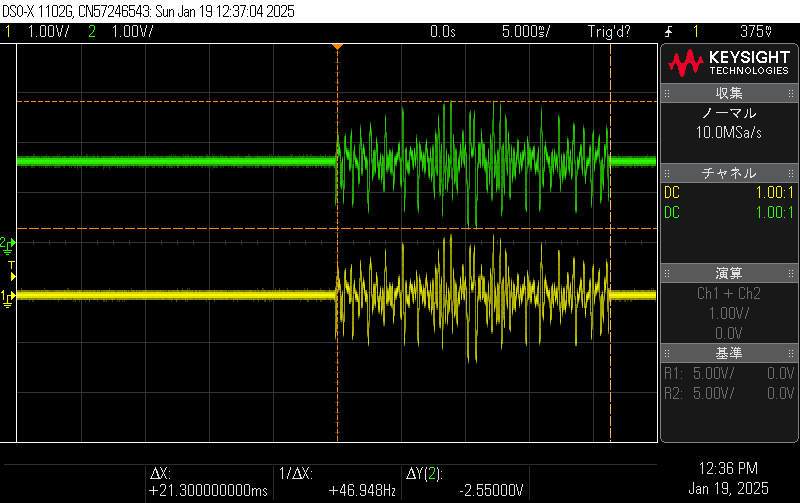 DSO-X 1102G, CN57246543: Sun Jan 19 12:37:04 2025
1 1.00V/ 2 1.00V/ 0.0s 5.000ms/ Trig'd? 1 375mV
KEYSIGHT
TECHNOLOGIES
収集
ノーマル
10.0MSa/s
チャネル
DC 1.00:1
DC 1.00:1
演算
Ch1 + Ch2
1.00V/
0.0V
基準
R1: 5.00V/ 0.0V
R2: 5.00V/ 0.0V
2
T
1
ΔX:
+21.300000000ms
1/ΔX:
+46.948Hz
ΔY(2):
-2.55000V
12:36 PM
Jan 19, 2025